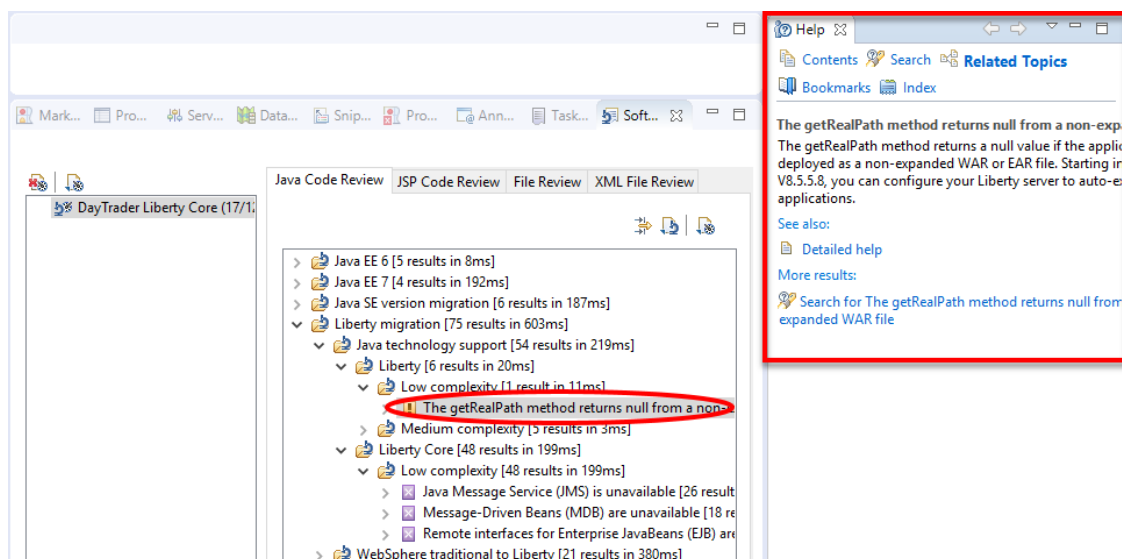 Help
Contents Search Related Topics
Bookmarks Index
The getRealPath method returns null from a non-expa
The getRealPath method returns a null value if the applic
deployed as a non-expanded WAR or EAR file. Starting in
V8.5.5.8, you can configure your Liberty server to auto-ex
applications.
See also:
Detailed help
More results:
Search for The getRealPath method returns null from
expanded WAR file
Mark... Pro... Serv... Data... Snip... Pro... Ann... Task... Soft...
DayTrader Liberty Core (17/12
Java Code Review JSP Code Review File Review XML File Review
Java EE 6 [5 results in 8ms]
Java EE 7 [4 results in 192ms]
Java SE version migration [6 results in 187ms]
Liberty migration [75 results in 603ms]
Java technology support [54 results in 219ms]
Liberty [6 results in 20ms]
Low complexity [1 result in 11ms]
The getRealPath method returns null from a non-e
Medium complexity [5 results in 3ms]
Liberty Core [48 results in 199ms]
Low complexity [48 results in 199ms]
Java Message Service (JMS) is unavailable [26 result
Message-Driven Beans (MDB) are unavailable [18 re
Remote interfaces for Enterprise JavaBeans (EJB) are
WebSphere traditional to Liberty [21 results in 380ms]